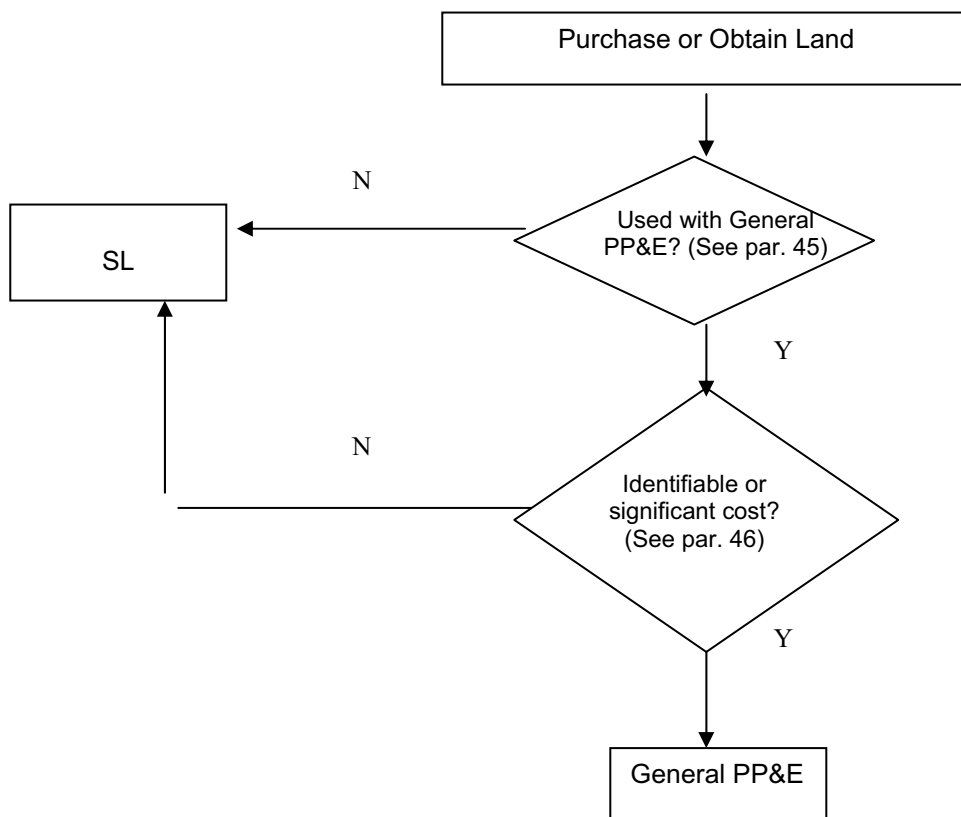 Purchase or Obtain Land
N
Used with General
PP&E? (See par. 45)
SL
Y
N
Identifiable or
significant cost?
(See par. 46)
Y
General PP&E